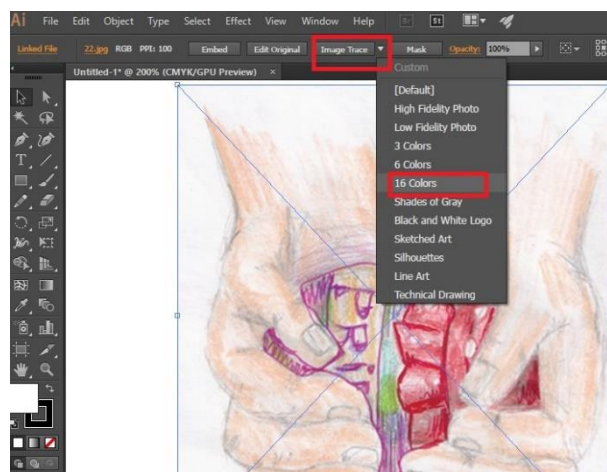 Ai File Edit Object Type Select Effect View Window Help Br St
Linked File 22.jpg RGB PPI: 100 Embed Edit Original Image Trace Mask Opacity: 100%
Untitled-1* @ 200% (CMYK/GPU Preview) ×
Custom
[Default]
High Fidelity Photo
Low Fidelity Photo
3 Colors
6 Colors
16 Colors
Shades of Gray
Black and White Logo
Sketched Art
Silhouettes
Line Art
Technical Drawing